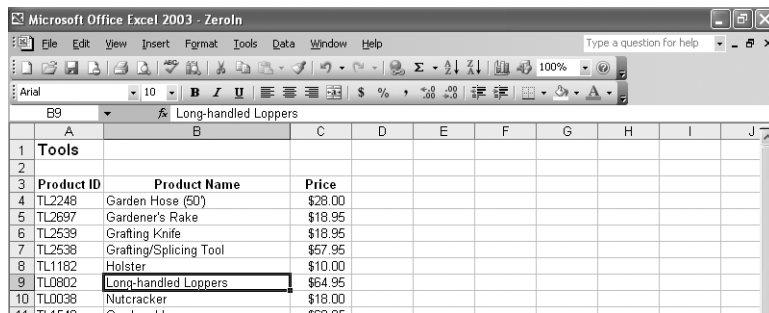 Microsoft Office Excel 2003 - ZeroIn
File Edit View Insert Format Tools Data Window Help Type a question for help
100%
Arial 10 B I U $ % ,
B9 fx Long-handled Loppers
A B C D E F G H I J
1 Tools
2
3 Product ID Product Name Price
4 TL2248 Garden Hose (50') $28.00
5 TL2697 Gardener's Rake $18.95
6 TL2539 Grafting Knife $18.95
7 TL2538 Grafting/Splicing Tool $57.95
8 TL1182 Holster $10.00
9 TL0802 Long-handled Loppers $64.95
10 TL0038 Nutcracker $18.00